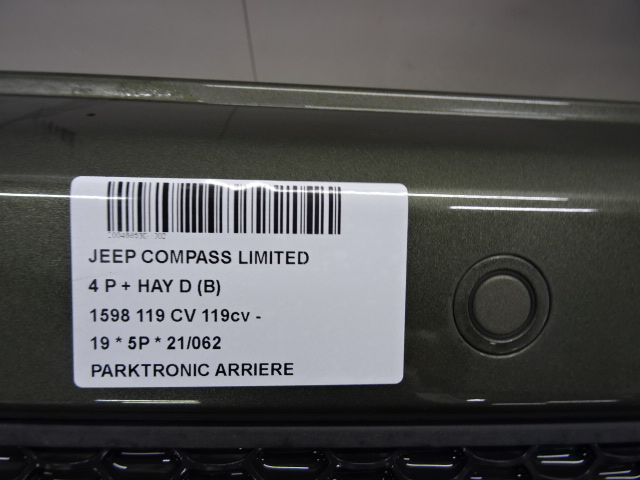 JEEP COMPASS LIMITED
4 P + HAY D (B)
1598 119 CV 119cv -
19 * 5P * 21/062
PARKTRONIC ARRIERE